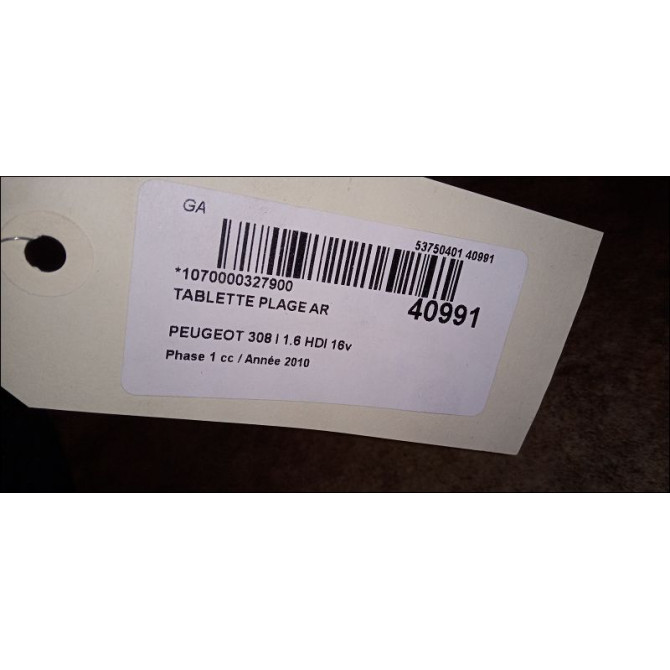 GA
53750401 40991
*1070000327900
TABLETTE PLAGE AR
40991
PEUGEOT 308 I 1.6 HDI 16v
Phase 1 cc / Année 2010